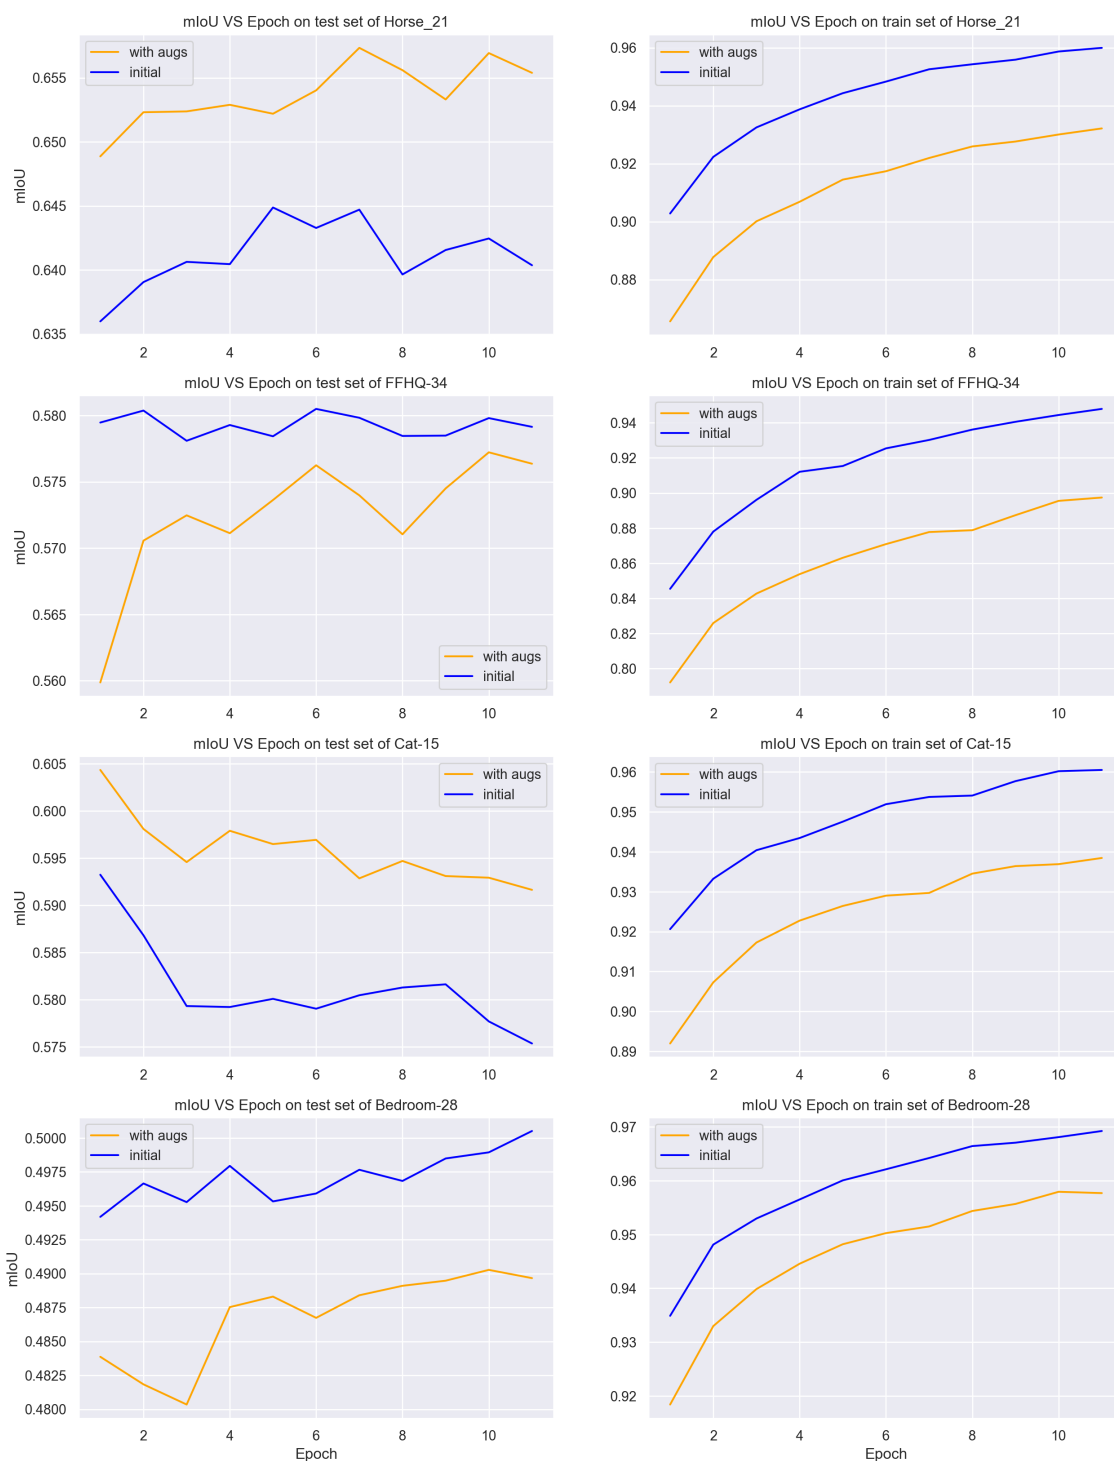 mIoU VS Epoch on test set of Horse_21
with augs
initial
0.655
0.650
0.645
0.640
0.635
mIoU
2 4 6 8 10
mIoU VS Epoch on train set of Horse_21
with augs
initial
0.96
0.94
0.92
0.90
0.88
2 4 6 8 10
mIoU VS Epoch on test set of FFHQ-34
0.580
0.575
0.570
0.565
0.560
mIoU
with augs
initial
2 4 6 8 10
mIoU VS Epoch on train set of FFHQ-34
with augs
initial
0.94
0.92
0.90
0.88
0.86
0.84
0.82
0.80
2 4 6 8 10
mIoU VS Epoch on test set of Cat-15
with augs
initial
0.605
0.600
0.595
0.590
0.585
0.580
0.575
mIoU
2 4 6 8 10
mIoU VS Epoch on train set of Cat-15
with augs
initial
0.96
0.95
0.94
0.93
0.92
0.91
0.90
0.89
2 4 6 8 10
mIoU VS Epoch on test set of Bedroom-28
with augs
initial
0.5000
0.4975
0.4950
0.4925
0.4900
0.4875
0.4850
0.4825
0.4800
mIoU
2 4 6 8 10
Epoch
mIoU VS Epoch on train set of Bedroom-28
with augs
initial
0.97
0.96
0.95
0.94
0.93
0.92
2 4 6 8 10
Epoch